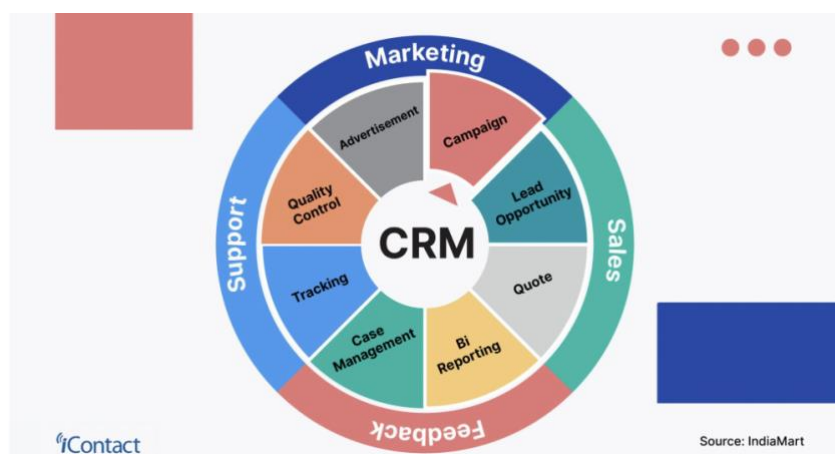 Marketing
Advertisement
Campaign
Quality
Control
Lead
Opportunity
Support
CRM
Sales
Tracking
Quote
Case
Management
Bi
Reporting
Feedback
iContact
Source: IndiaMart